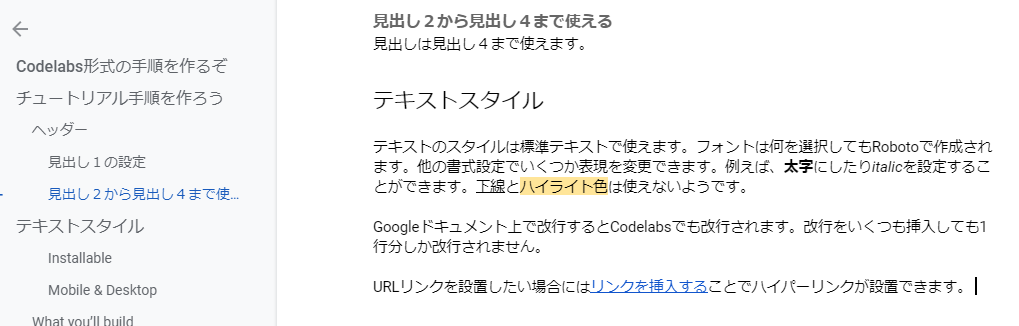 Codelabs形式の手順を作るぞ
チュートリアル手順を作ろう
ヘッダー
見出し１の設定
見出し２から見出し４まで使...
テキストスタイル
Installable
Mobile & Desktop
What you'll build
見出し２から見出し４まで使える
見出しは見出し４まで使えます。
テキストスタイル
テキストのスタイルは標準テキストで使えます。フォントは何を選択してもRobotoで作成され
ます。他の書式設定でいくつか表現を変更できます。例えば、太字にしたりitalicを設定するこ
とができます。下線とハイライト色は使えないようです。
Googleドキュメント上で改行するとCodelabsでも改行されます。改行をいくつも挿入しても1
行分しか改行されません。
URLリンクを設置したい場合にはリンクを挿入することでハイパーリンクが設置できます。